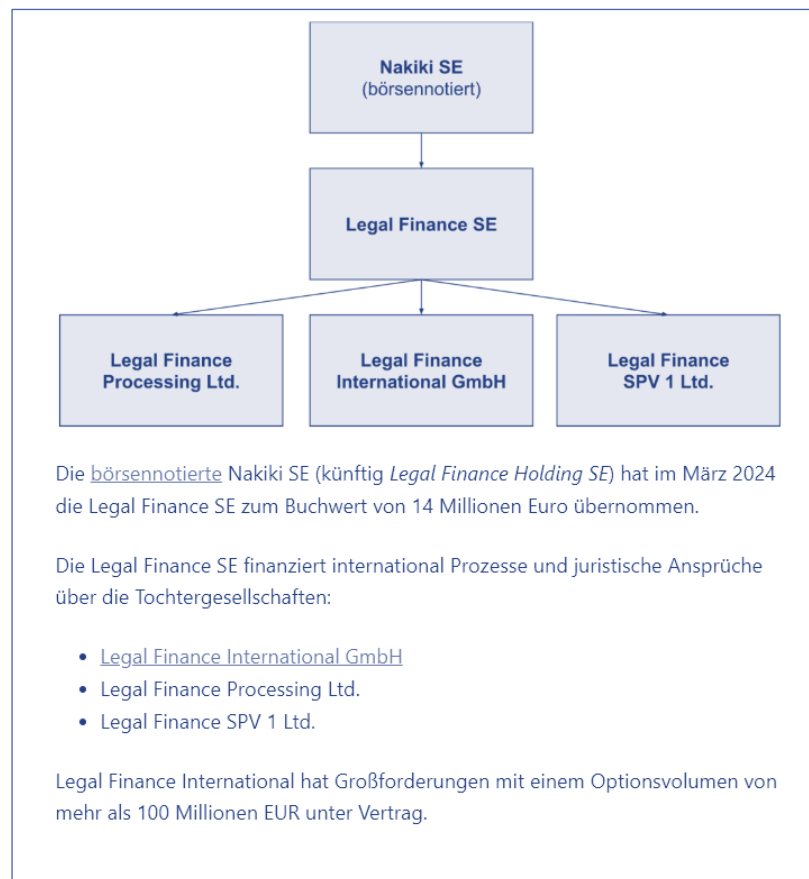 Nakiki SE
(börsennotiert)
Legal Finance SE
Legal Finance
Processing Ltd.
Legal Finance
International GmbH
Legal Finance
SPV 1 Ltd.
Die börsennotierte Nakiki SE (künftig Legal Finance Holding SE) hat im März 2024
die Legal Finance SE zum Buchwert von 14 Millionen Euro übernommen.
Die Legal Finance SE finanziert international Prozesse und juristische Ansprüche
über die Tochtergesellschaften:
• Legal Finance International GmbH
• Legal Finance Processing Ltd.
• Legal Finance SPV 1 Ltd.
Legal Finance International hat Großforderungen mit einem Optionsvolumen von
mehr als 100 Millionen EUR unter Vertrag.